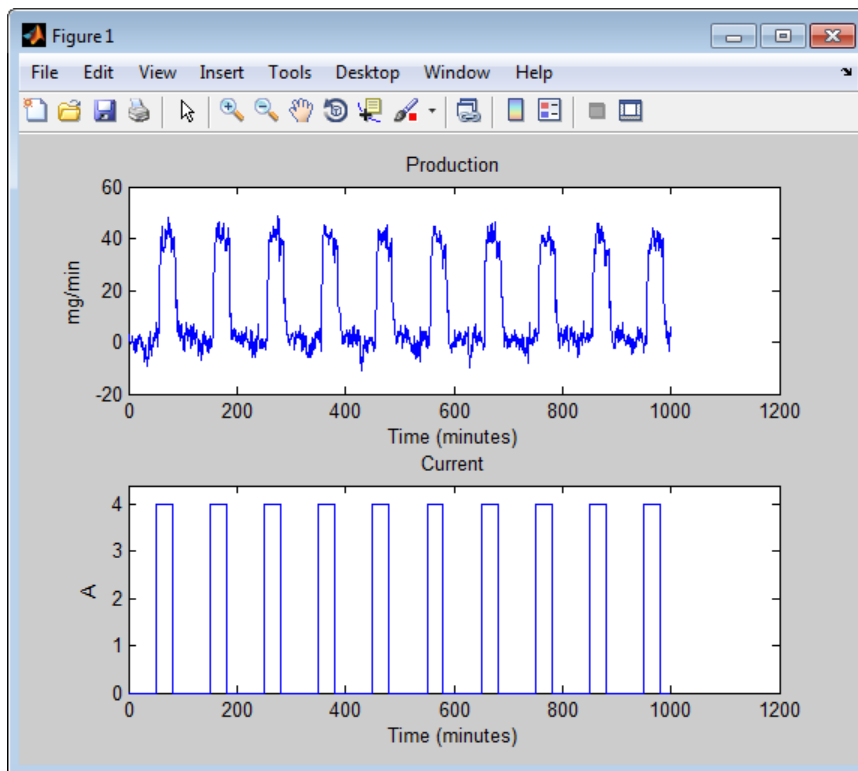 Figure 1
File Edit View Insert Tools Desktop Window Help
Production
60
40
20
0
-20
mg/min
0 200 400 600 800 1000 1200
Time (minutes)
Current
4
3
2
1
0
A
0 200 400 600 800 1000 1200
Time (minutes)